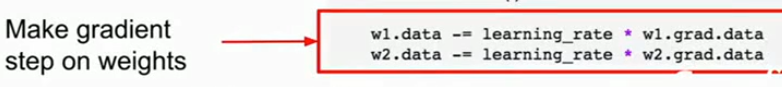 Make gradient
step on weights
w1.data -= learning_rate * w1.grad.data
w2.data -= learning_rate * w2.grad.data